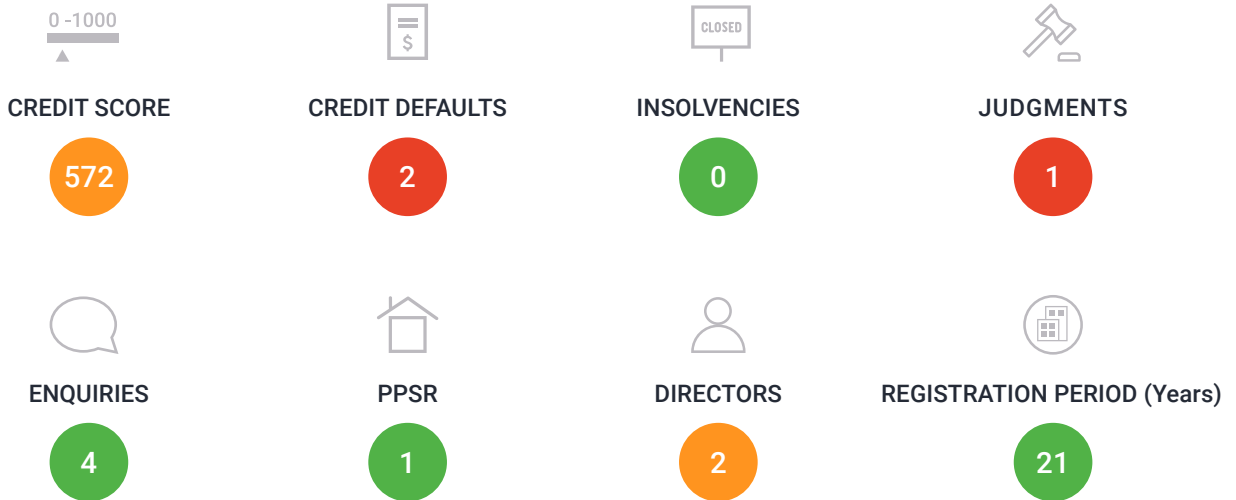 0 -1000
$
CLOSED
CREDIT SCORE
CREDIT DEFAULTS
INSOLVENCIES
JUDGMENTS
572
2
0
1
ENQUIRIES
PPSR
DIRECTORS
REGISTRATION PERIOD (Years)
4
1
2
21